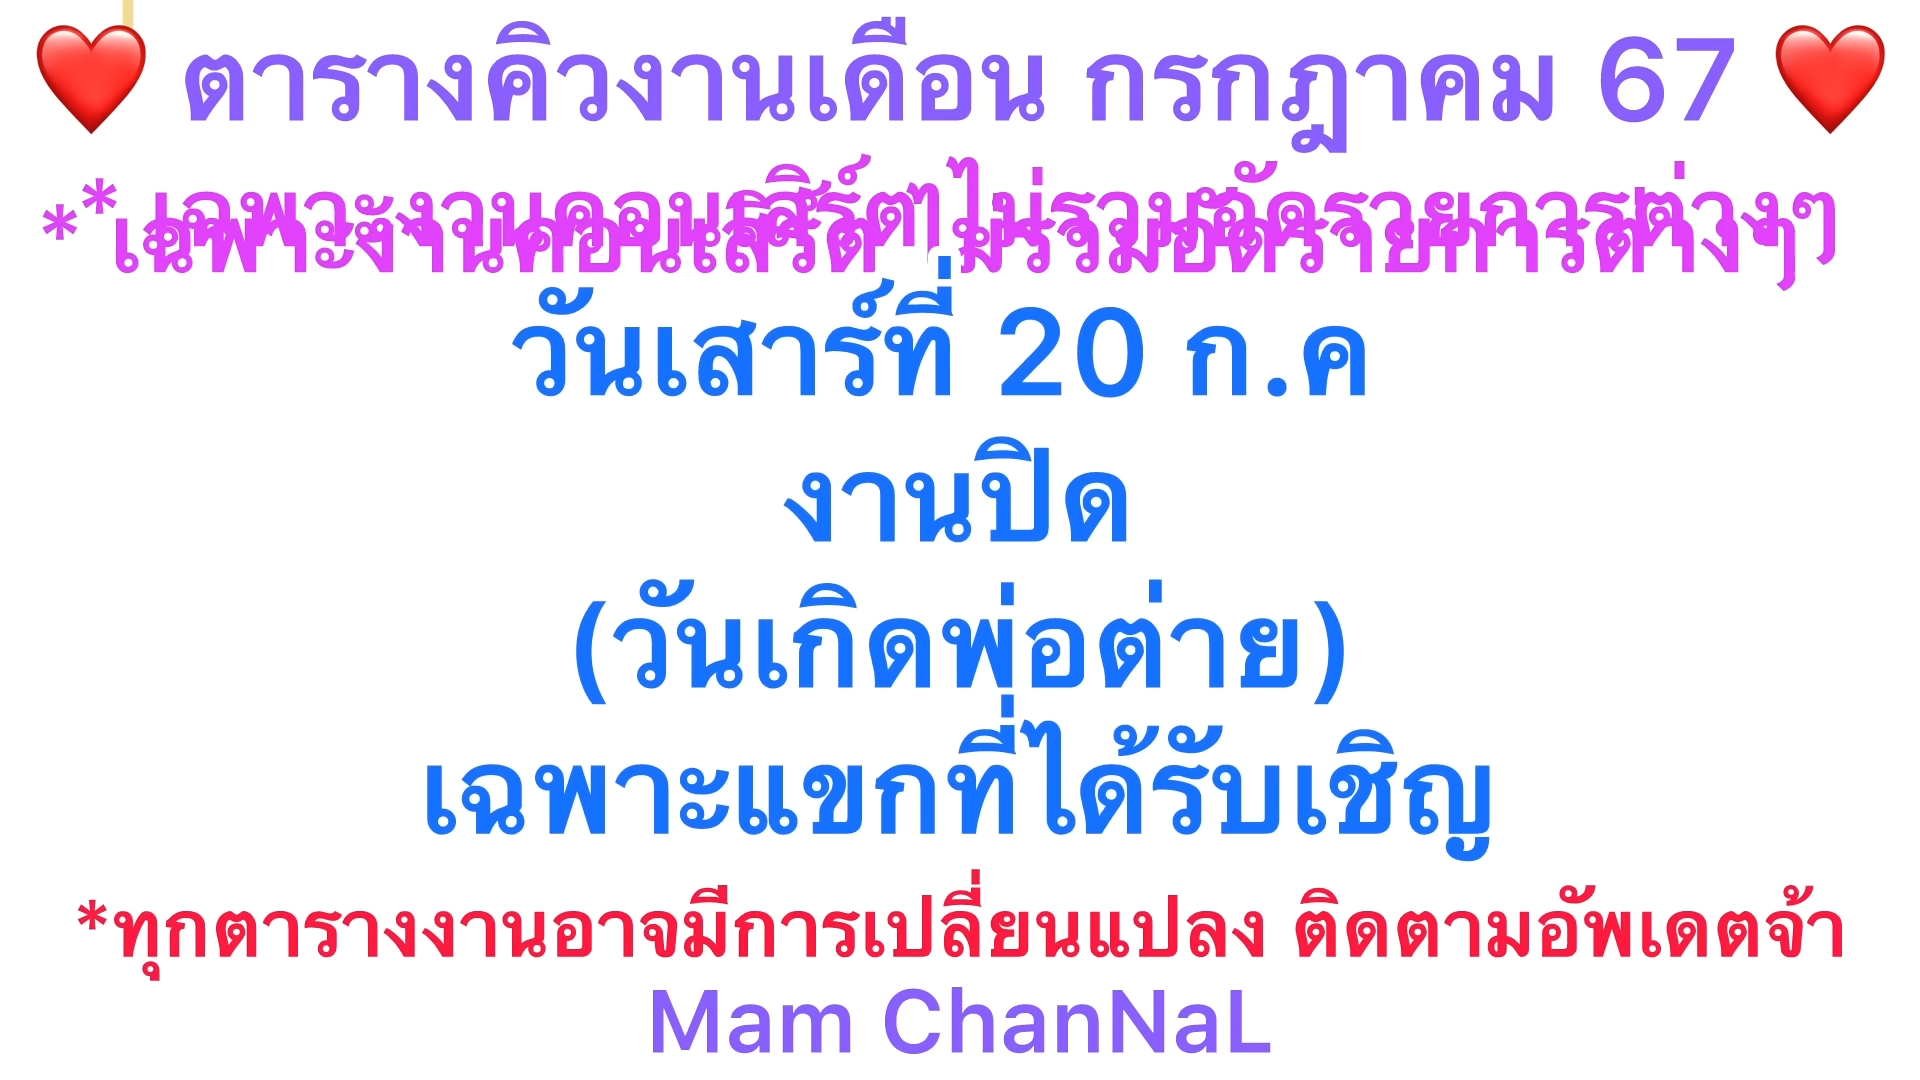 ❤️ ตารางคิวงานเดือน กรกฎาคม 67 ❤️
** เฉพาะงานคอนเสิร์ต ไม่รวมอัดรายการต่างๆ
วันเสาร์ที่ 20 ก.ค
งานปิด
(วันเกิดพ่อต่าย)
เฉพาะแขกที่ได้รับเชิญ
*ทุกตารางงานอาจมีการเปลี่ยนแปลง ติดตามอัพเดตจ้า
Mam ChanNaL